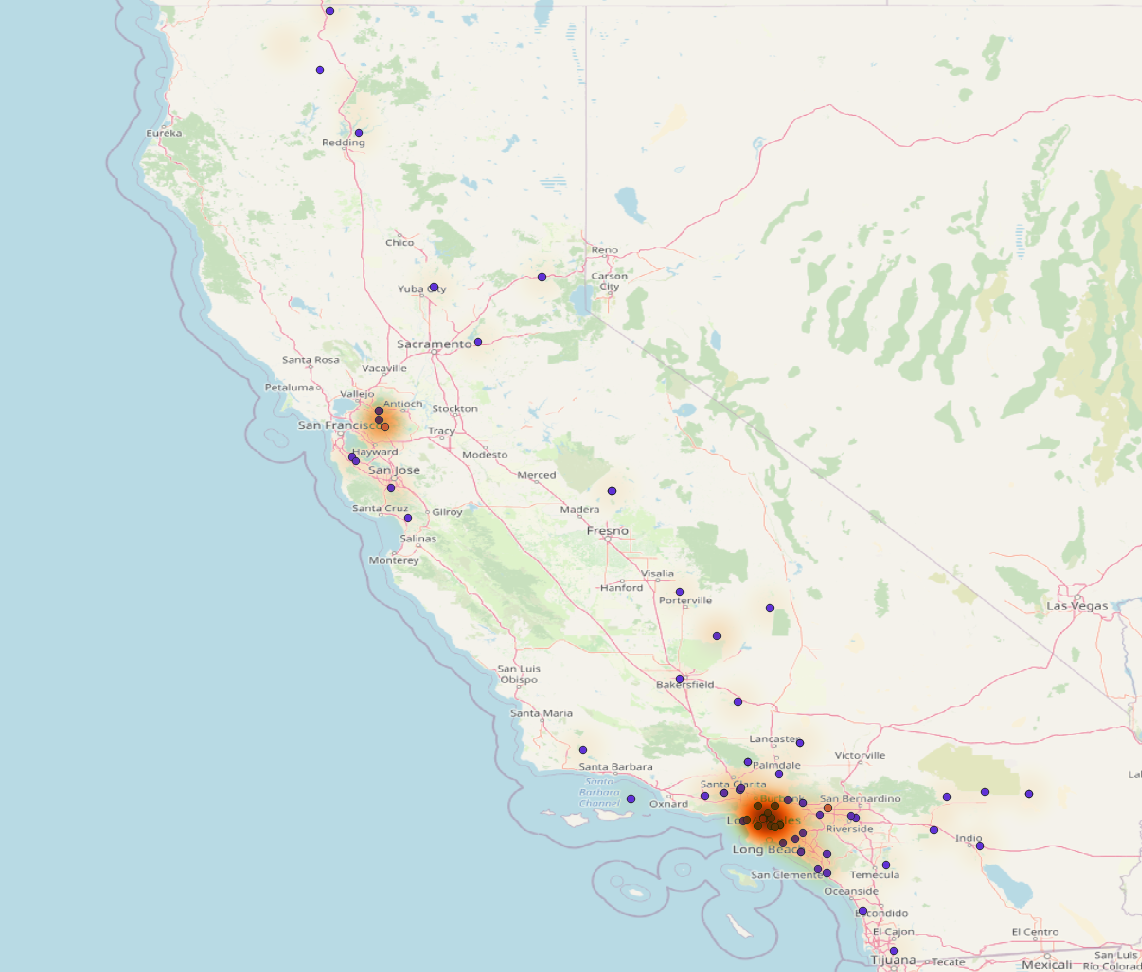 Eureka
Redding
Chico
Reno
Carson
City
Yuba City
Sacramento
Santa Rosa
Vacaville
Petaluma
Vallejo
Antioch
Stockton
San Francisco
Tracy
Hayward
Modesto
San Jose
Merced
Santa Cruz
Gilroy
Madera
Salinas
Fresno
Monterey
Visalia
Hanford
Porterville
Las Vegas
San Luis
Obispo
Bakersfield
Santa Maria
Lancaster
Victorville
Santa Barbara
Palmdale
Santa
Barbara
Channel
Santa Clarita
Oxnard
Burbank
San Bernardino
Los Angeles
Riverside
Indio
Long Beach
San Clemente
Temecula
Oceanside
Escondido
El Cajon
El Centro
Tijuana
Tecate
Mexicali
San Luis
Río Colorad